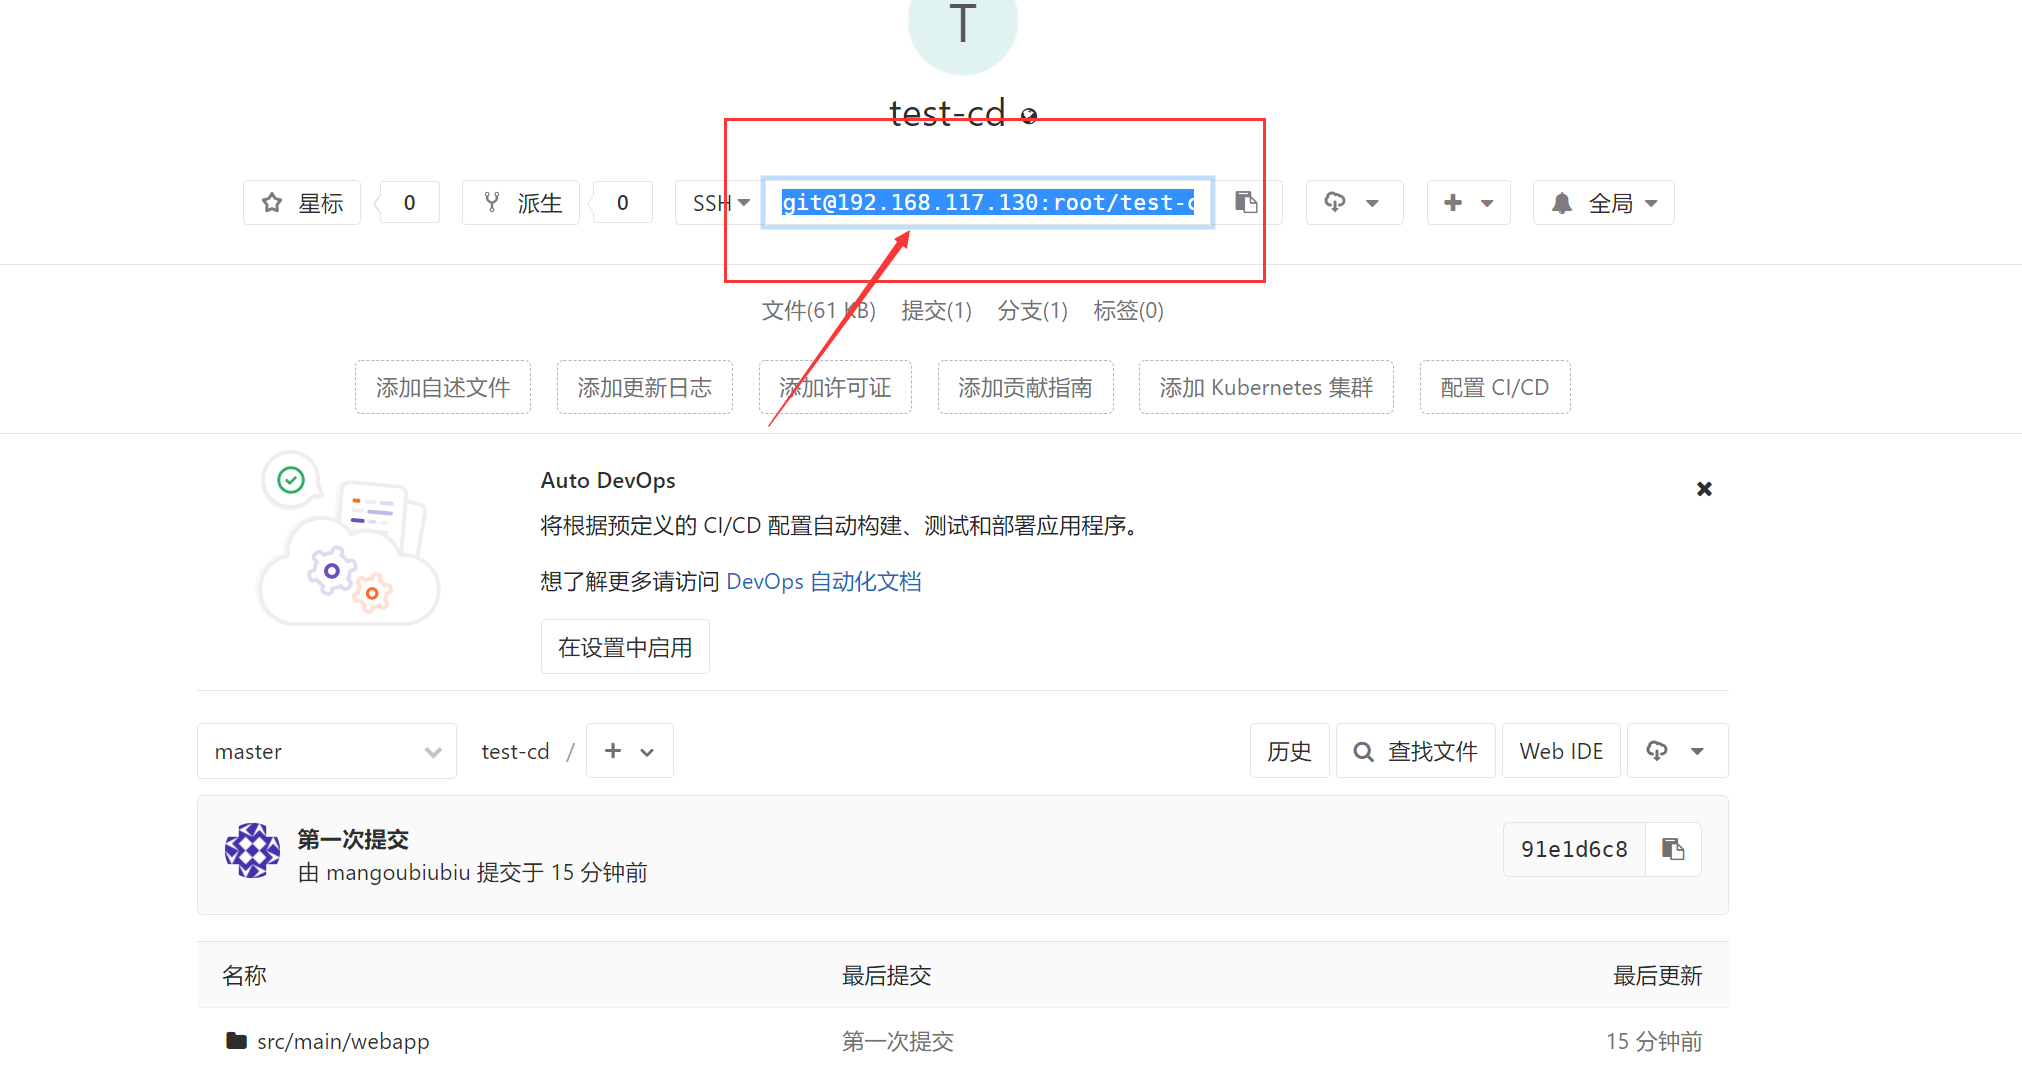 T
test-cd
星标 0 派生 0 SSH git@192.168.117.130:root/test-c 全局
文件(61 KB) 提交(1) 分支(1) 标签(0)
添加自述文件 添加更新日志 添加许可证 添加贡献指南 添加 Kubernetes 集群 配置 CI/CD
Auto DevOps
将根据预定义的 CI/CD 配置自动构建、测试和部署应用程序。
想了解更多请访问 DevOps 自动化文档
在设置中启用
master test-cd / 历史 查找文件 Web IDE
第一次提交
由 mangoubiubiu 提交于 15 分钟前
91e1d6c8
名称 最后提交 最后更新
src/main/webapp 第一次提交 15 分钟前